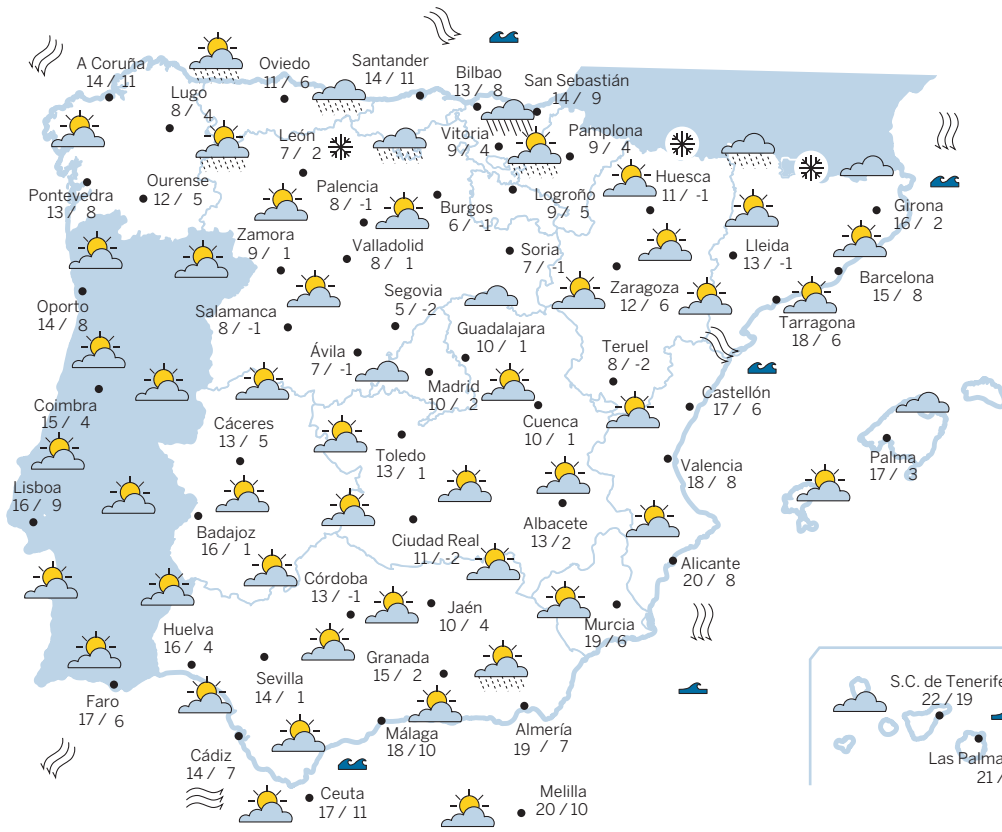 A Coruña
14 / 11
Lugo
8 / 4
Oviedo
11 / 6
Santander
14 / 11
Bilbao
13 / 8
San Sebastián
14 / 9
León
7 / 2
Vitoria
9 / 4
Pamplona
9 / 4
Pontevedra
13 / 8
Ourense
12 / 5
Palencia
8 / -1
Burgos
6 / -1
Logroño
9 / 5
Huesca
11 / -1
Girona
16 / 2
Zamora
9 / 1
Valladolid
8 / 1
Soria
7 / -1
Lleida
13 / -1
Zaragoza
12 / 6
Barcelona
15 / 8
Oporto
14 / 8
Salamanca
8 / -1
Segovia
5 / -2
Tarragona
18 / 6
Ávila
7 / -1
Guadalajara
10 / 1
Madrid
10 / 2
Teruel
8 / -2
Castellón
17 / 6
Coimbra
15 / 4
Cáceres
13 / 5
Toledo
13 / 1
Cuenca
10 / 1
Palma
17 / 3
Valencia
18 / 8
Lisboa
16 / 9
Badajoz
16 / 1
Ciudad Real
11 / -2
Albacete
13 / 2
Alicante
20 / 8
Córdoba
13 / -1
Jaén
10 / 4
Murcia
19 / 6
Huelva
16 / 4
Sevilla
14 / 1
Granada
15 / 2
Faro
17 / 6
Cádiz
14 / 7
Málaga
18 / 10
Almería
19 / 7
Ceuta
17 / 11
Melilla
20 / 10
S.C. de Tenerife
22 / 19
Las Palma
21 /